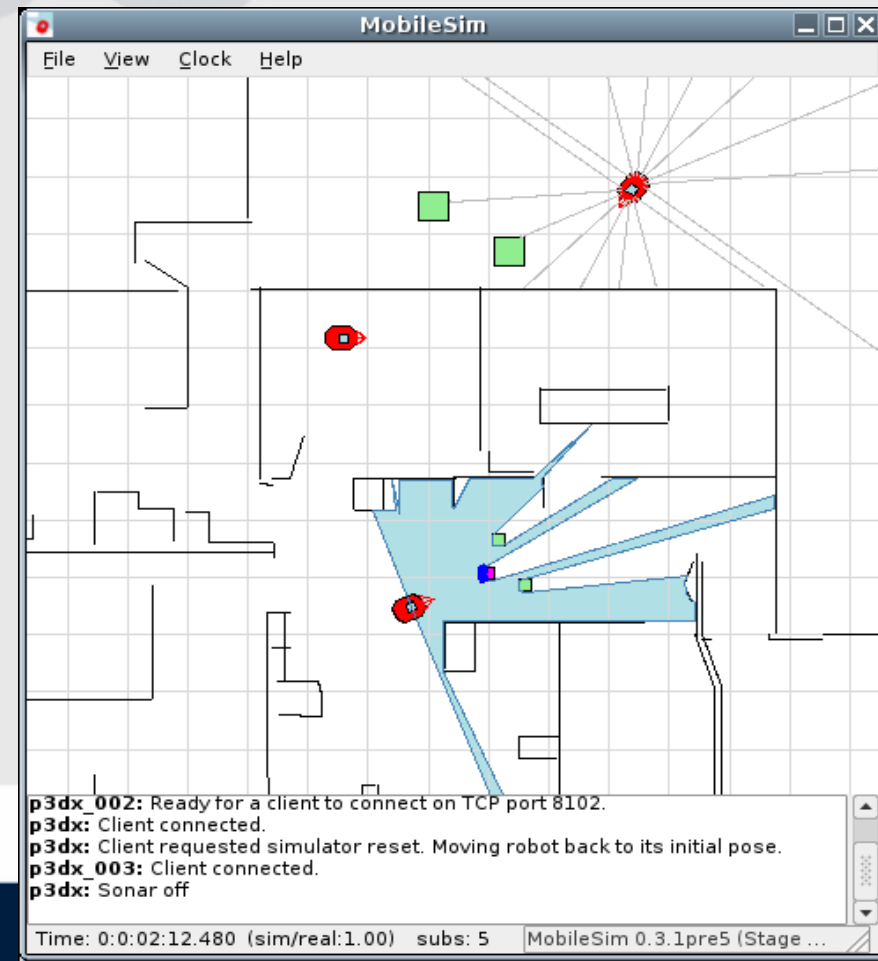 MobileSim
File View Clock Help
p3dx_002: Ready for a client to connect on TCP port 8102.
p3dx: Client connected.
p3dx: Client requested simulator reset. Moving robot back to its initial pose.
p3dx_003: Client connected.
p3dx: Sonar off
Time: 0:0:02:12.480 (sim/real:1.00) subs: 5 MobileSim 0.3.1pre5 (Stage ...